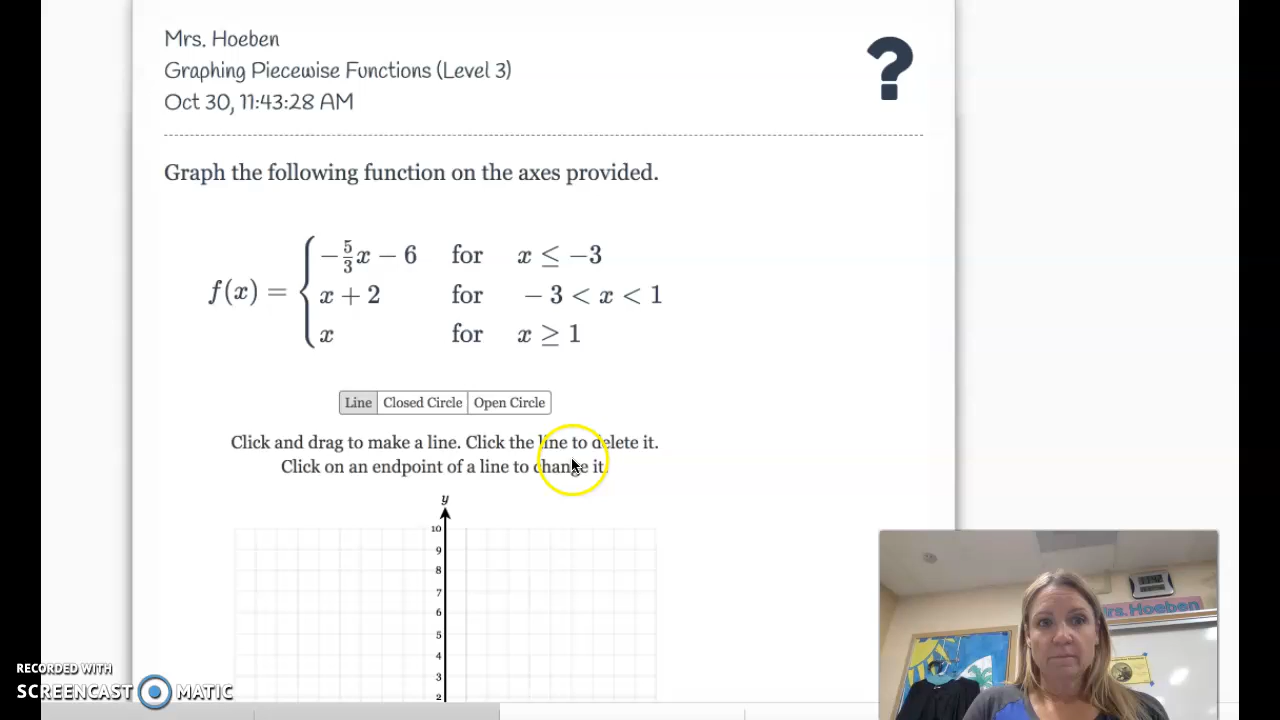 Mrs. Hoeben
Graphing Piecewise Functions (Level 3)
Oct 30, 11:43:28 AM
?
Graph the following function on the axes provided.
f(x) = { -5/3 x − 6 for x ≤ −3
x + 2 for − 3 < x < 1
x for x ≥ 1
Line Closed Circle Open Circle
Click and drag to make a line. Click the line to delete it.
Click on an endpoint of a line to change it.
y
10
9
8
7
6
5
4
3
2
rs. Hoeben
RECORDED WITH
SCREENCAST MATIC